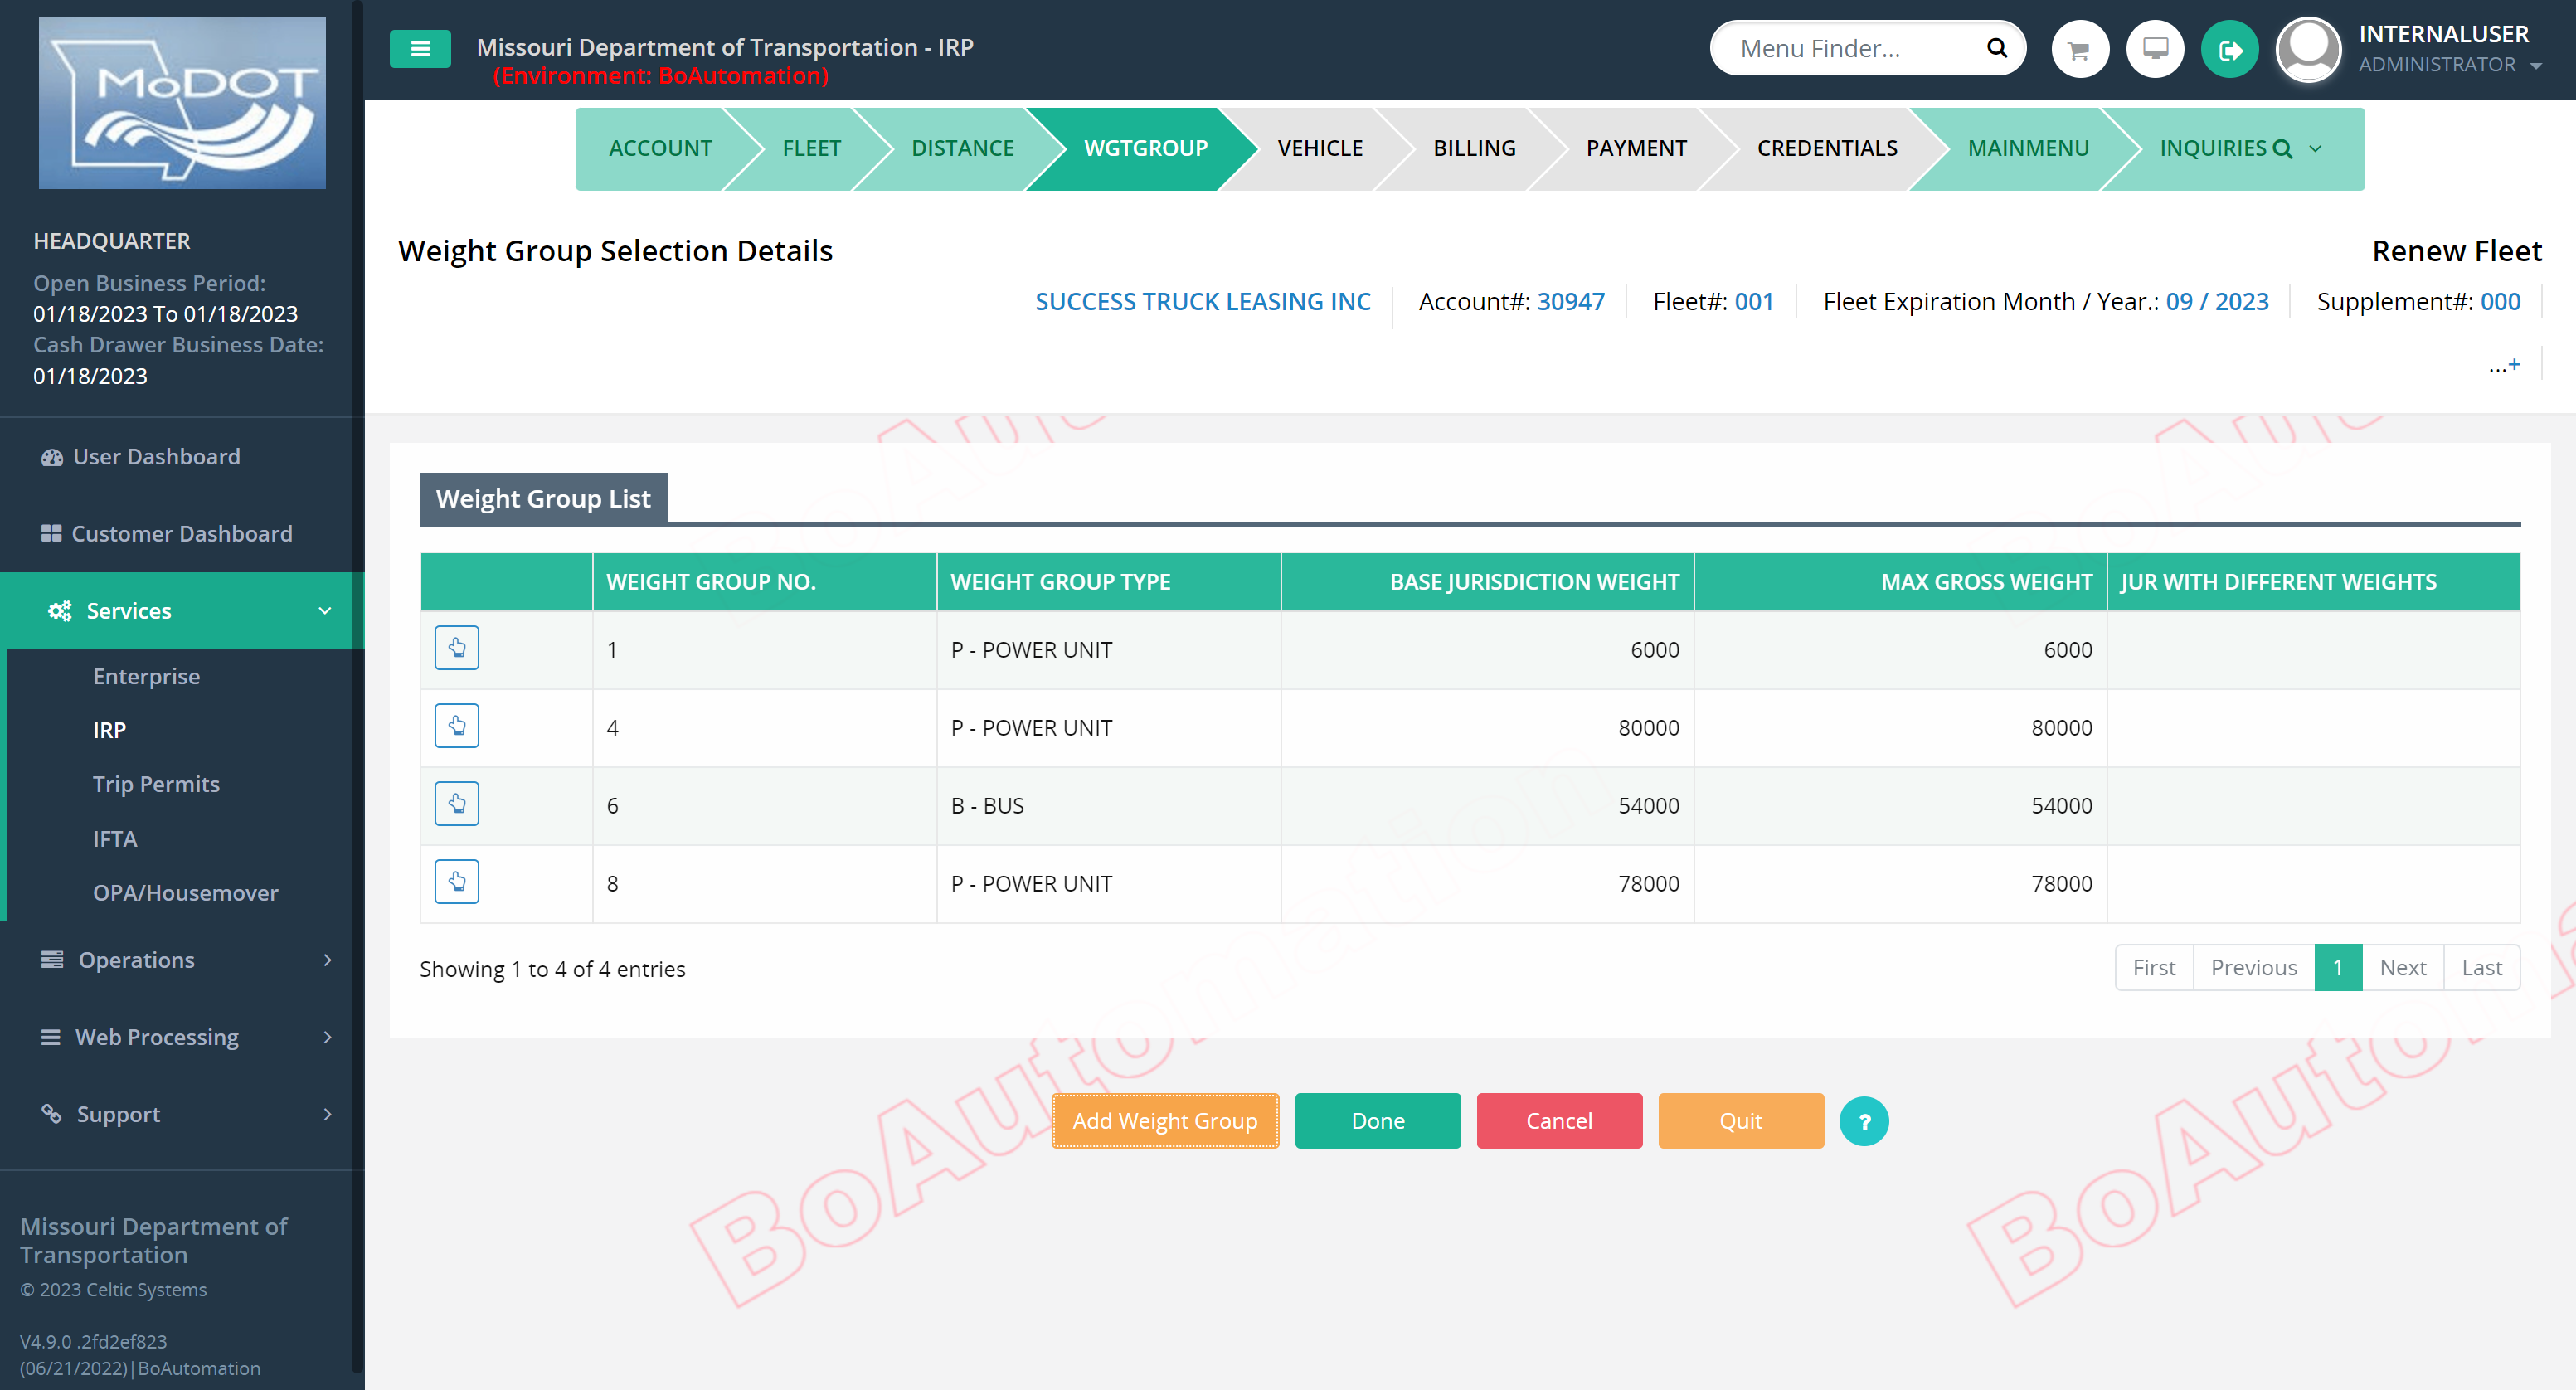 MoDOT
HEADQUARTER
Open Business Period:
01/18/2023 To 01/18/2023
Cash Drawer Business Date:
01/18/2023
User Dashboard
Customer Dashboard
Services
Enterprise
IRP
Trip Permits
IFTA
OPA/Housemover
Operations
Web Processing
Support
Missouri Department of
Transportation
© 2023 Celtic Systems
V4.9.0 .2fd2ef823
(06/21/2022)|BoAutomation
Missouri Department of Transportation - IRP
(Environment: BoAutomation)
Menu Finder...
INTERNALUSER
ADMINISTRATOR
ACCOUNT FLEET DISTANCE WGTGROUP VEHICLE BILLING PAYMENT CREDENTIALS MAINMENU INQUIRIES
Weight Group Selection Details Renew Fleet
SUCCESS TRUCK LEASING INC Account#: 30947 Fleet#: 001 Fleet Expiration Month / Year.: 09 / 2023 Supplement#: 000
...+
Weight Group List
WEIGHT GROUP NO. WEIGHT GROUP TYPE BASE JURISDICTION WEIGHT MAX GROSS WEIGHT JUR WITH DIFFERENT WEIGHTS
1 P - POWER UNIT 6000 6000
4 P - POWER UNIT 80000 80000
6 B - BUS 54000 54000
8 P - POWER UNIT 78000 78000
Showing 1 to 4 of 4 entries
First Previous 1 Next Last
Add Weight Group Done Cancel Quit ?
BoAutomation
BoAutoma